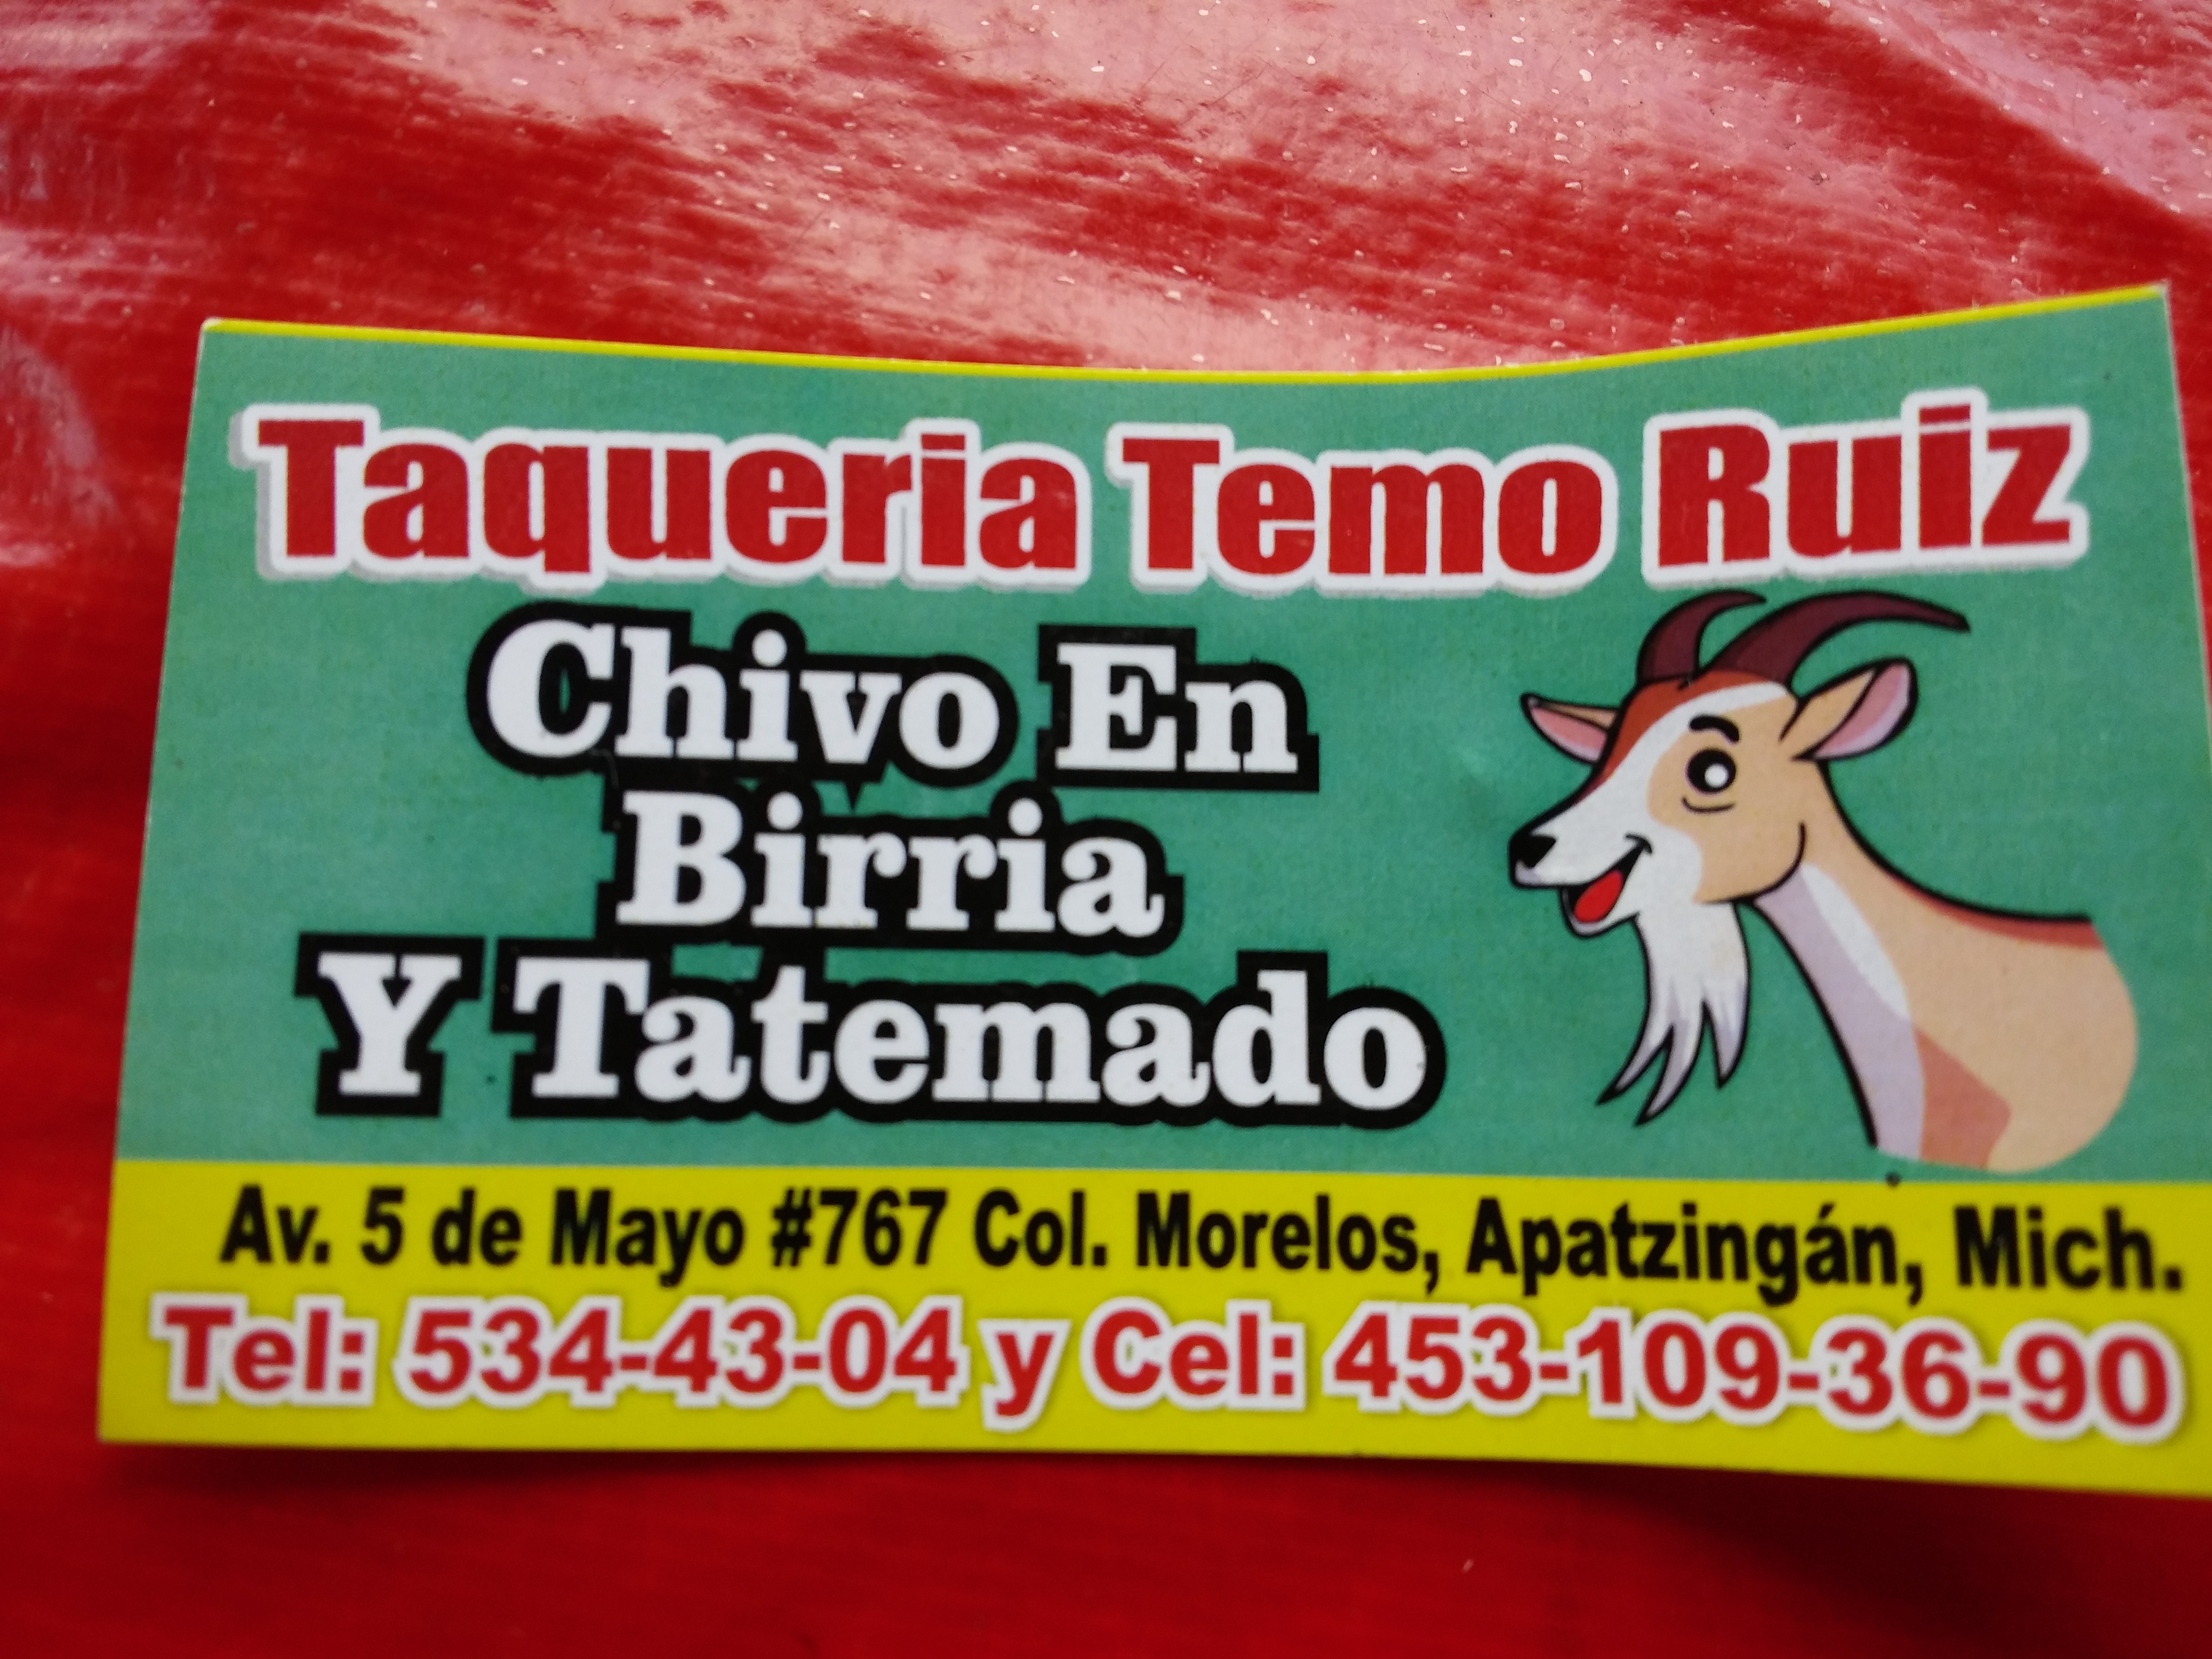 Taqueria Temo Ruiz
Chivo En
Birria
Y Tatemado
Av. 5 de Mayo #767 Col. Morelos, Apatzingán, Mich.
Tel: 534-43-04 y Cel: 453-109-36-90